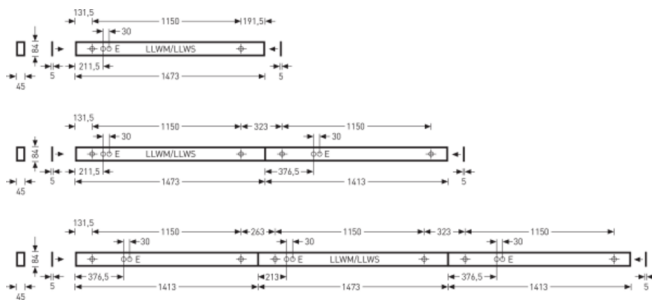 131,5 1150 191,5
30
84 E LLWM/LLWS
5 211,5 5
45 1473
131,5 1150 323 1150
30 30
84 E LLWM/LLWS E
5 211,5 376,5 5
45 1473 1413
131,5 1150 263 1150 323 1150
30 30 30
84 E E LLWM/LLWS E
5 376,5 213 376,5 5
45 1413 1473 1413